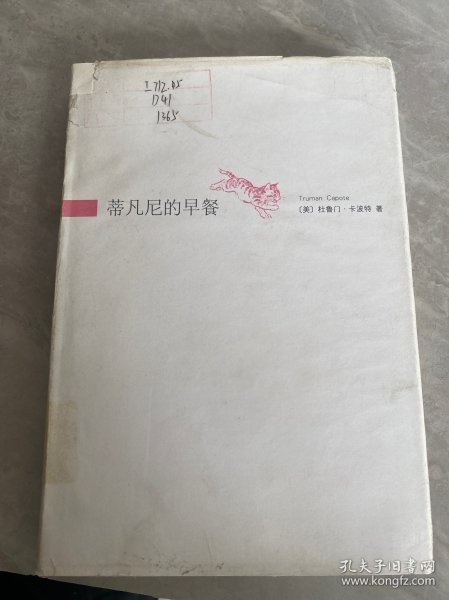 I712.45
1741
1365
蒂凡尼的早餐
Truman Capote
〔美〕杜鲁门·卡波特 著
孔夫子旧书网
www.kongfz.com